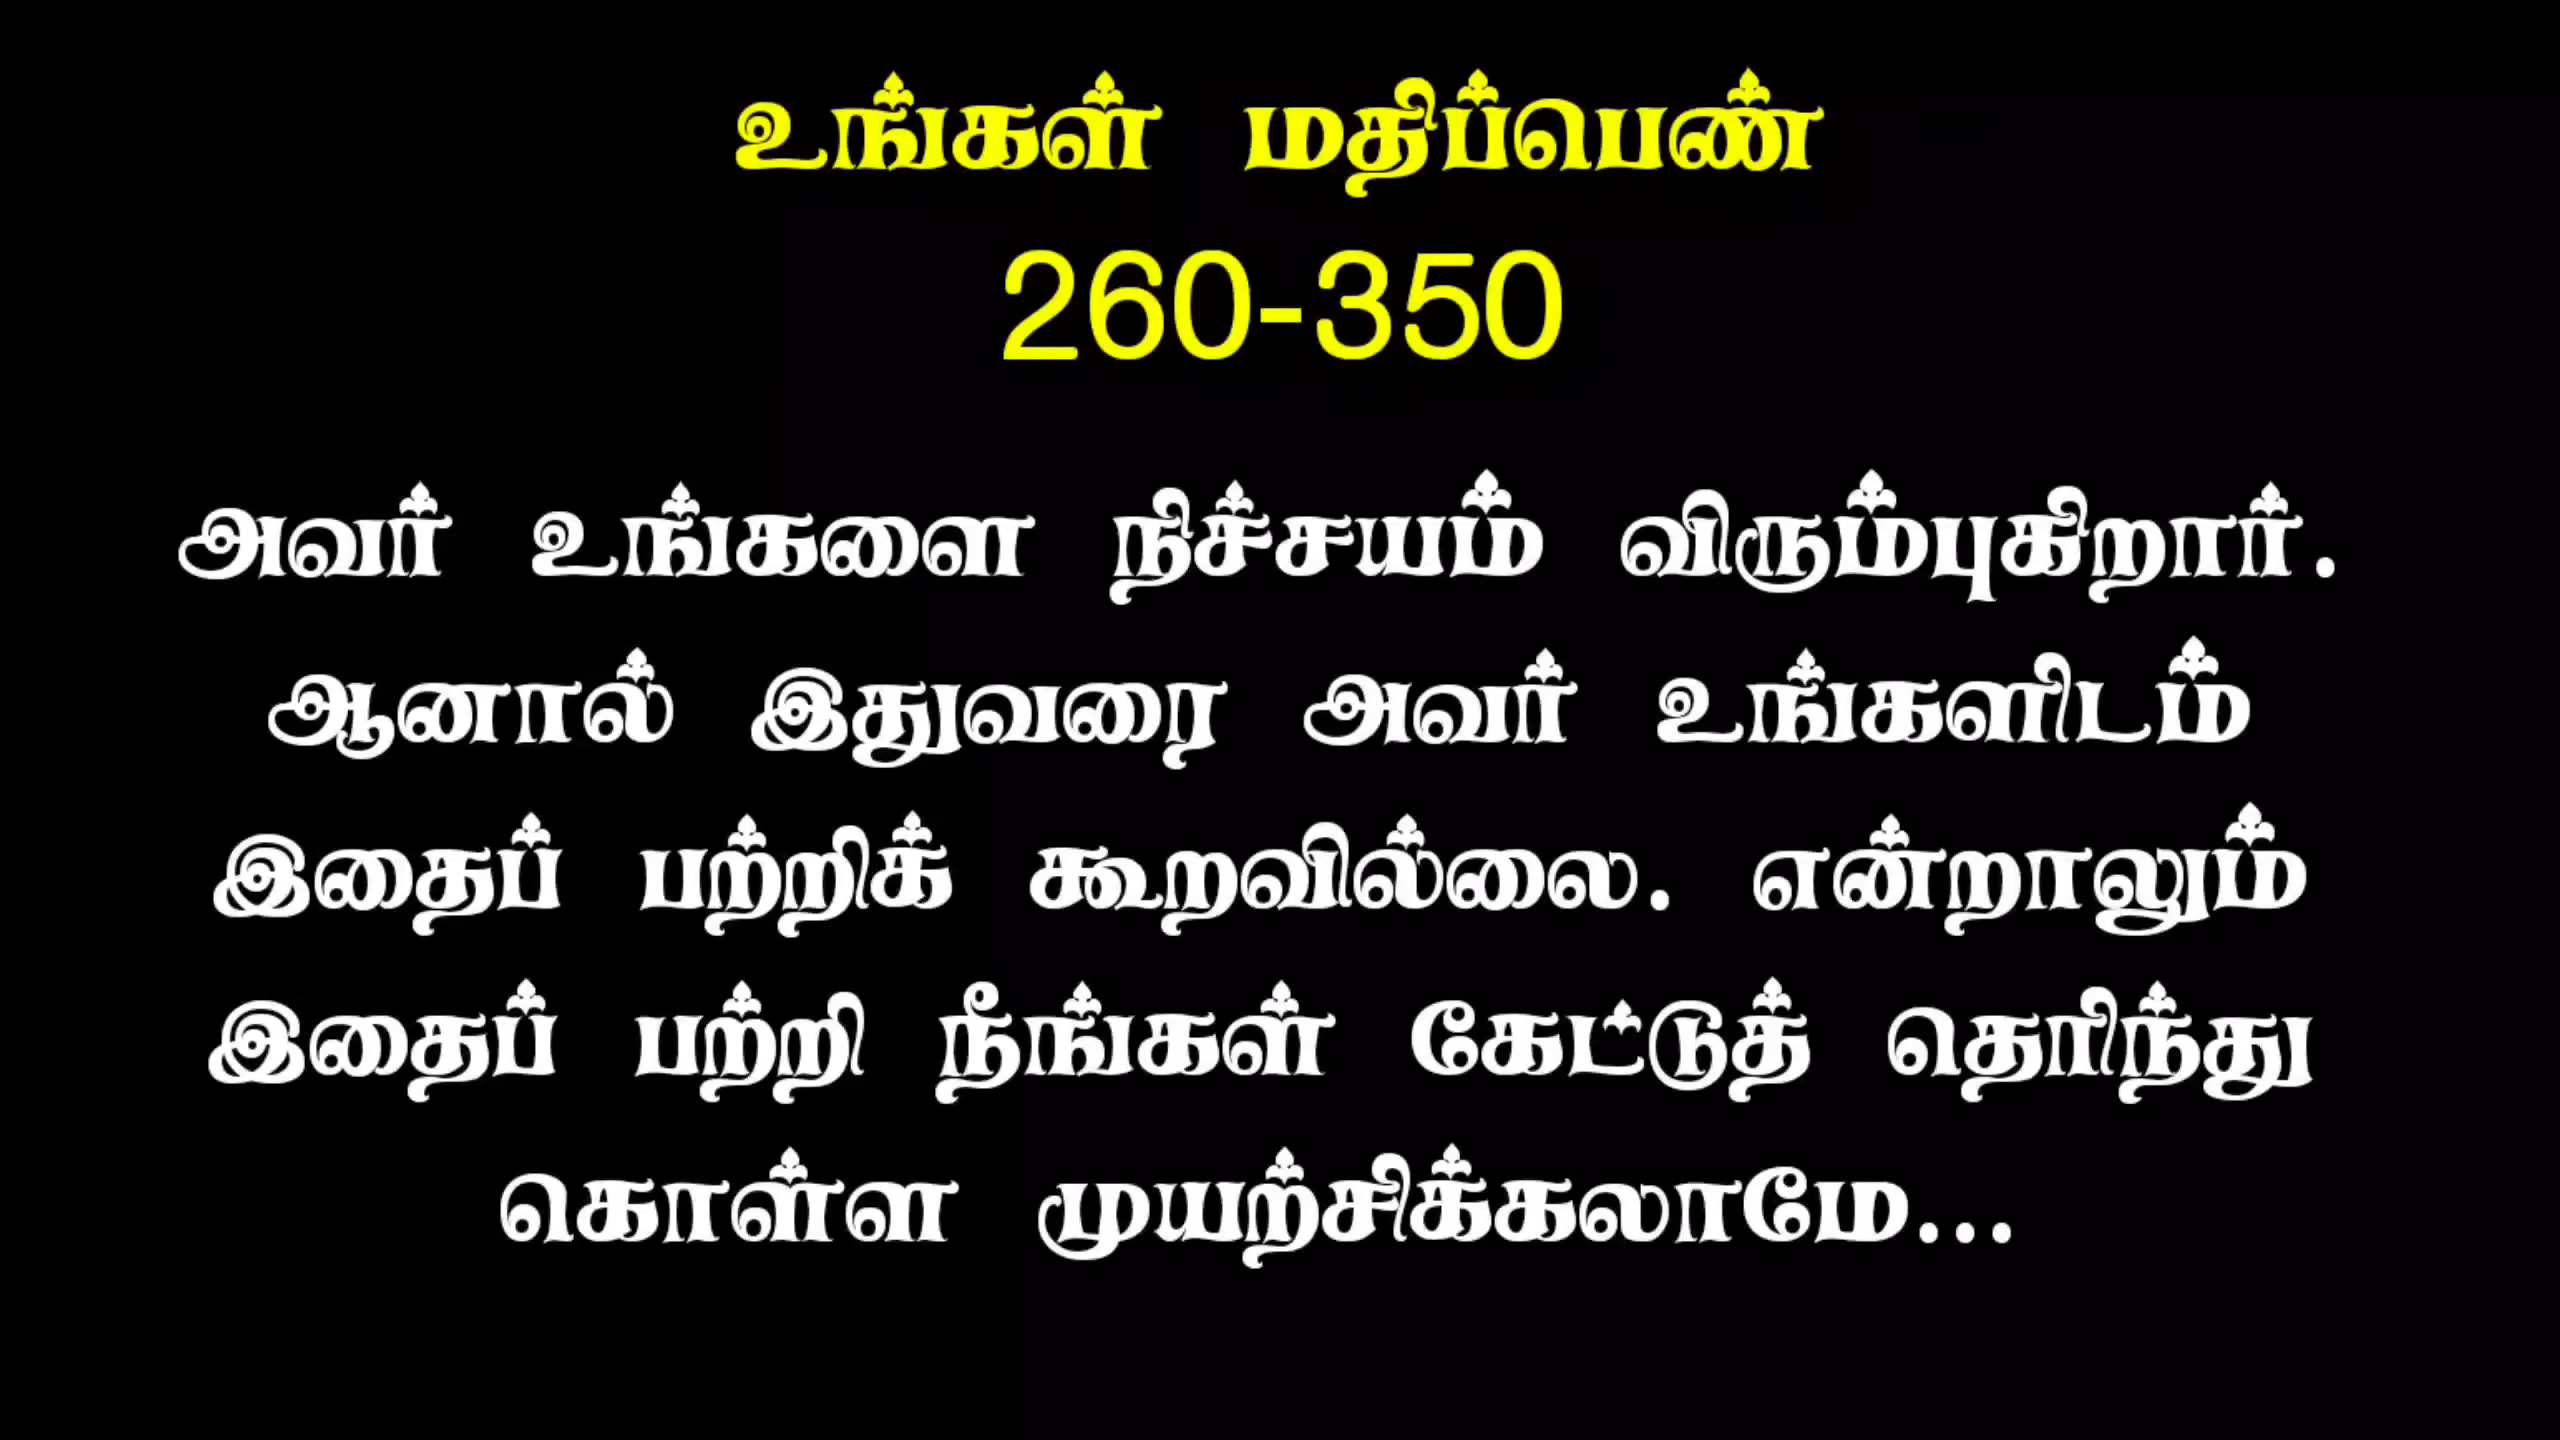 உங்கள் மதிப்பெண்
260-350
அவர் உங்களை நிச்சயம் விரும்புகிறார்.
ஆனால் இதுவரை அவர் உங்களிடம்
இதைப் பற்றிக் கூறவில்லை. என்றாலும்
இதைப் பற்றி நீங்கள் கேட்டுத் தெரிந்து
கொள்ள முயற்சிக்கலாமே...